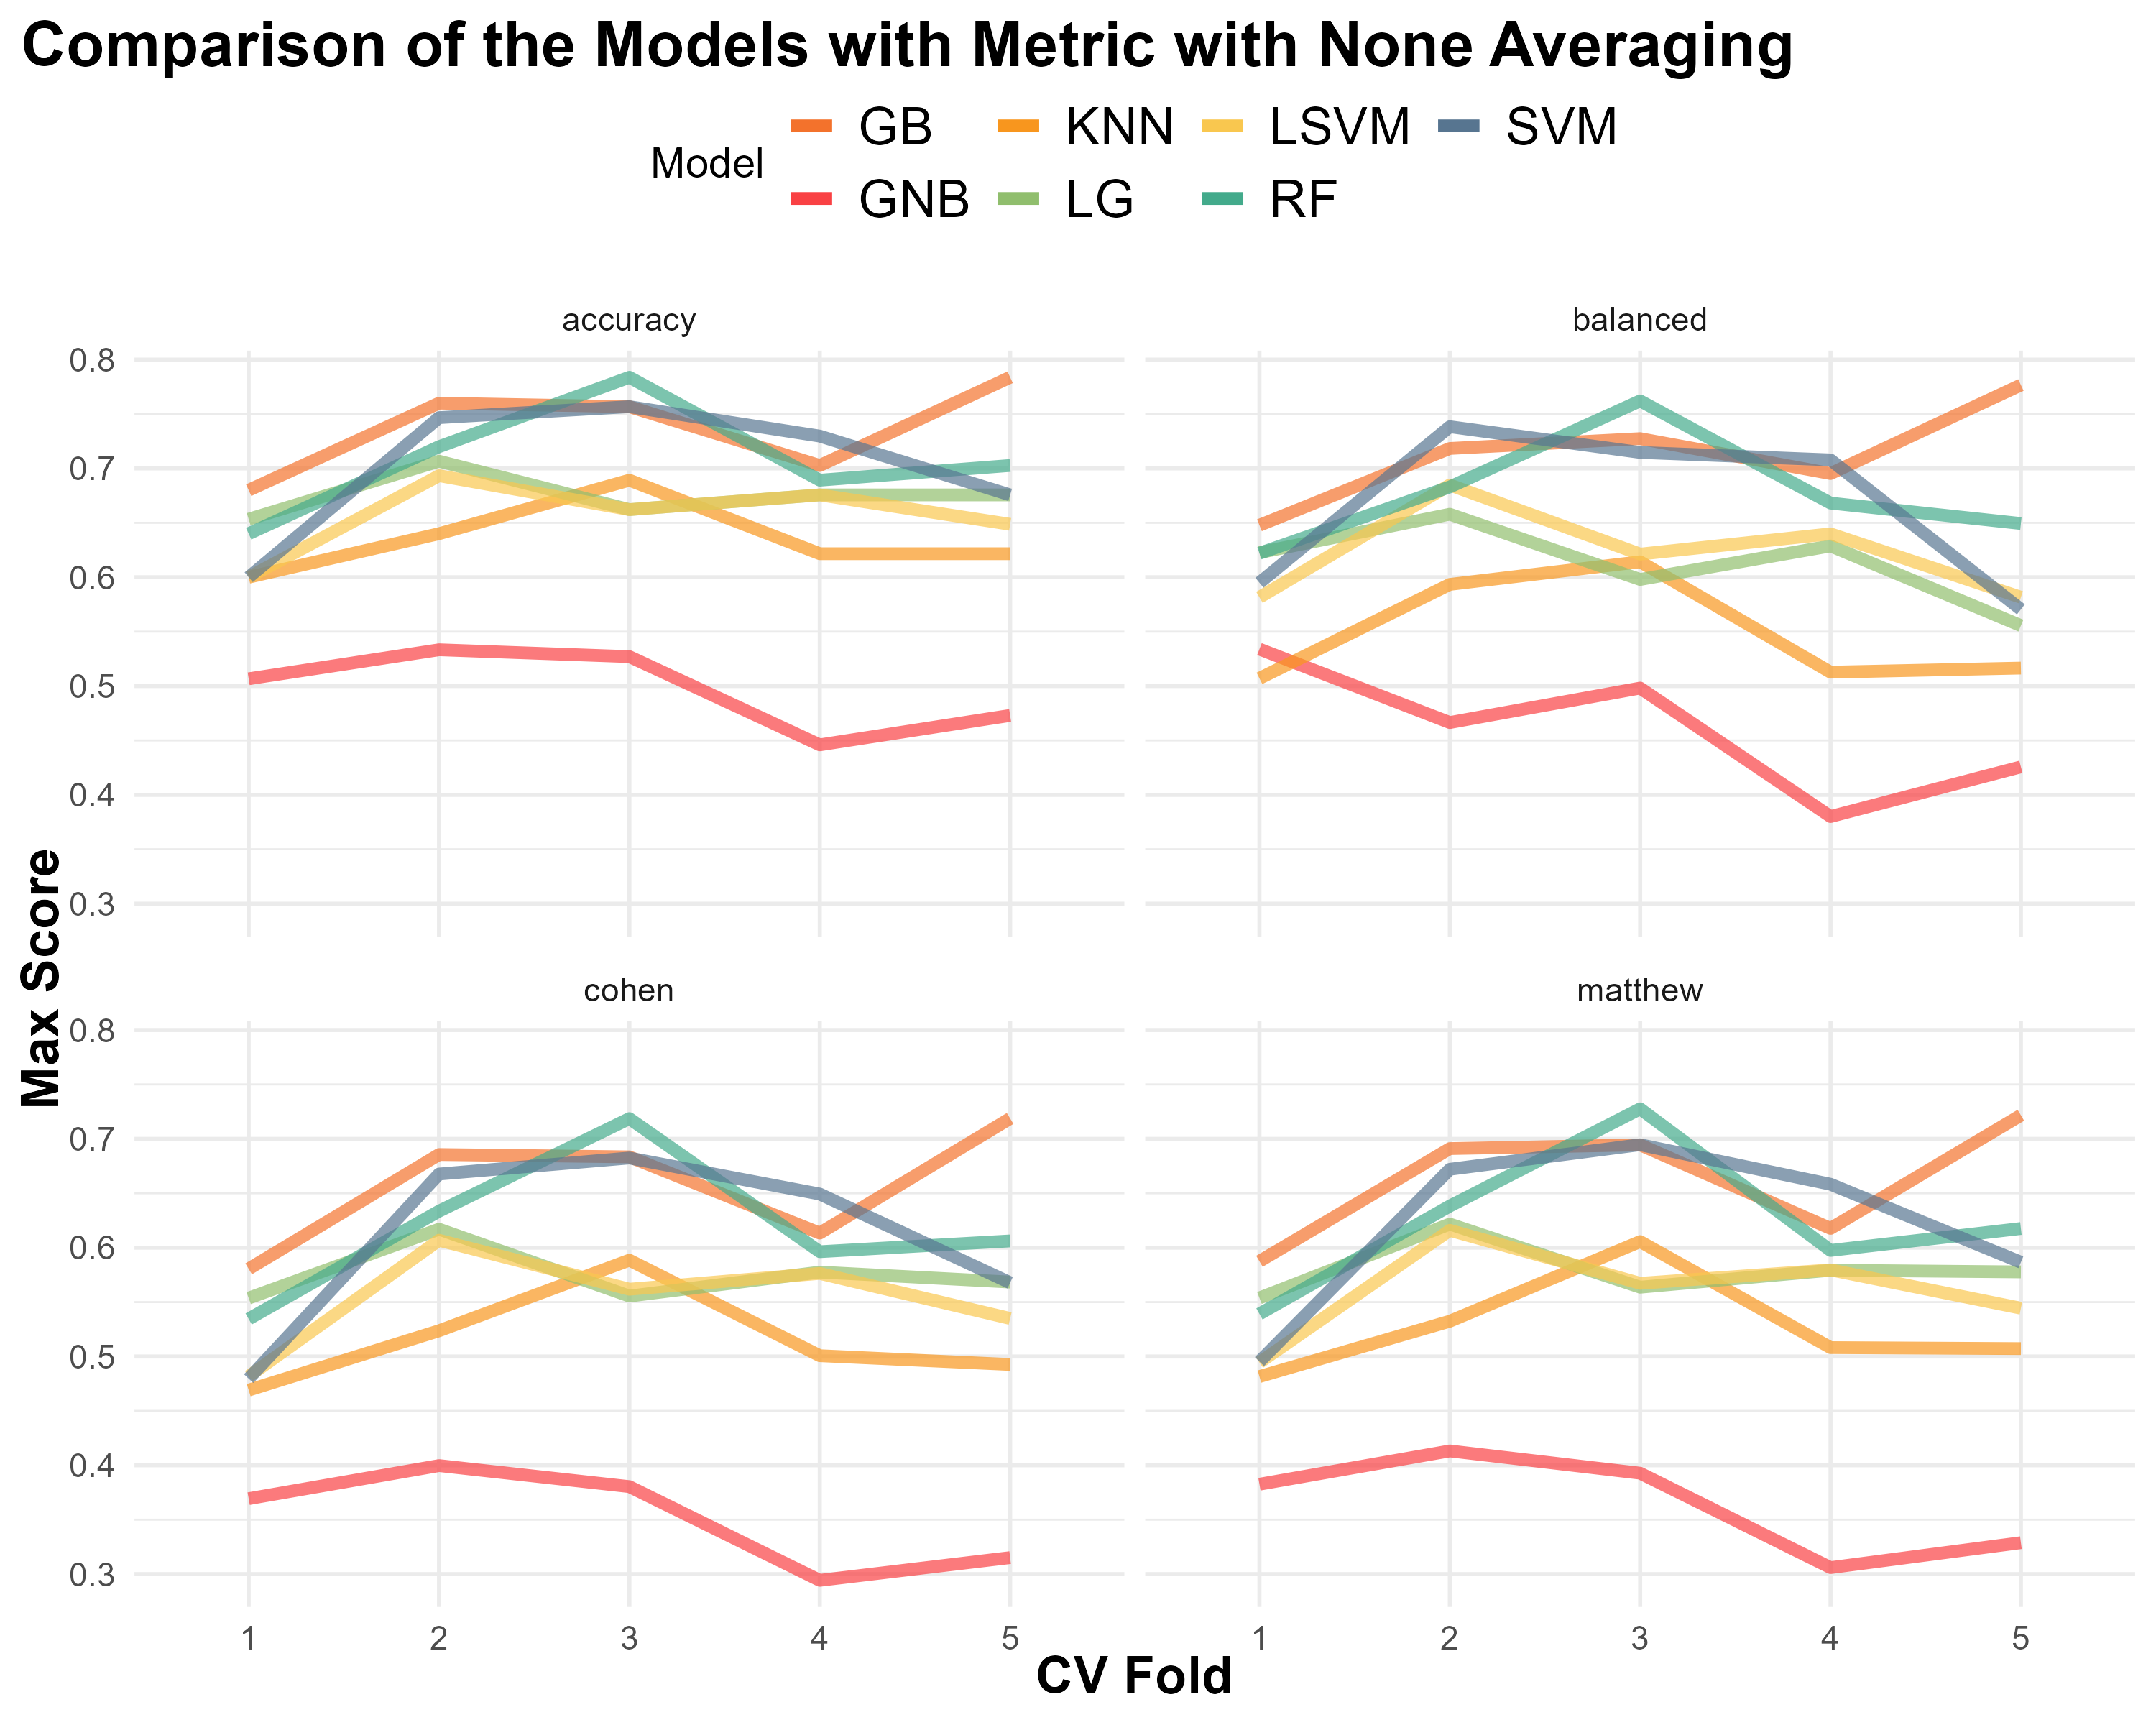 Comparison of the Models with Metric with None Averaging
Model
GB KNN LSVM SVM
GNB LG RF
accuracy balanced
0.8
0.7
0.6
0.5
0.4
0.3
Max Score
cohen matthew
0.8
0.7
0.6
0.5
0.4
0.3
1 2 3 4 5 1 2 3 4 5
CV Fold